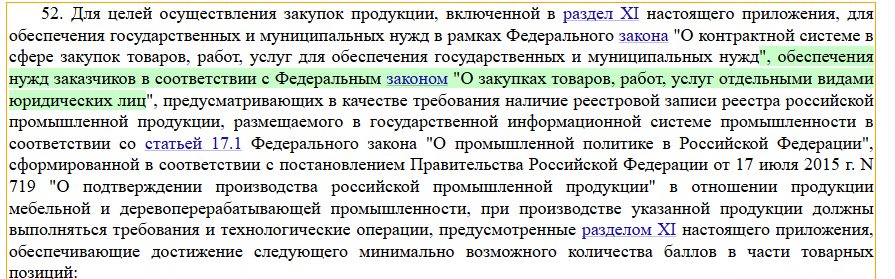 52. Для целей осуществления закупок продукции, включенной в раздел XI настоящего приложения, для
обеспечения государственных и муниципальных нужд в рамках Федерального закона "О контрактной системе в
сфере закупок товаров, работ, услуг для обеспечения государственных и муниципальных нужд", обеспечения
нужд заказчиков в соответствии с Федеральным законом "О закупках товаров, работ, услуг отдельными видами
юридических лиц", предусматривающих в качестве требования наличие реестровой записи реестра российской
промышленной продукции, размещаемого в государственной информационной системе промышленности в
соответствии со статьей 17.1 Федерального закона "О промышленной политике в Российской Федерации",
сформированной в соответствии с постановлением Правительства Российской Федерации от 17 июля 2015 г. N
719 "О подтверждении производства российской промышленной продукции" в отношении продукции
мебельной и деревоперерабатывающей промышленности, при производстве указанной продукции должны
выполняться требования и технологические операции, предусмотренные разделом XI настоящего приложения,
обеспечивающие достижение следующего минимально возможного количества баллов в части товарных
позиций: